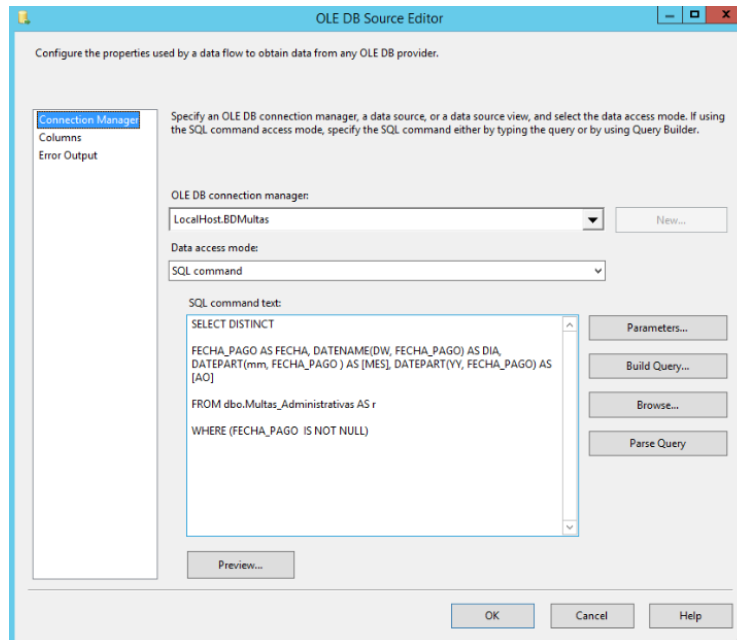 OLE DB Source Editor
Configure the properties used by a data flow to obtain data from any OLE DB provider.
Connection Manager
Columns
Error Output
Specify an OLE DB connection manager, a data source, or a data source view, and select the data access mode. If using
the SQL command access mode, specify the SQL command either by typing the query or by using Query Builder.
OLE DB connection manager:
LocalHost.BDMultas
New...
Data access mode:
SQL command
SQL command text:
SELECT DISTINCT
FECHA_PAGO AS FECHA, DATENAME(DW, FECHA_PAGO) AS DIA,
DATEPART(mm, FECHA_PAGO ) AS [MES], DATEPART(YY, FECHA_PAGO) AS
[AO]
FROM dbo.Multas_Administrativas AS r
WHERE (FECHA_PAGO IS NOT NULL)
Parameters...
Build Query...
Browse...
Parse Query
Preview...
OK
Cancel
Help